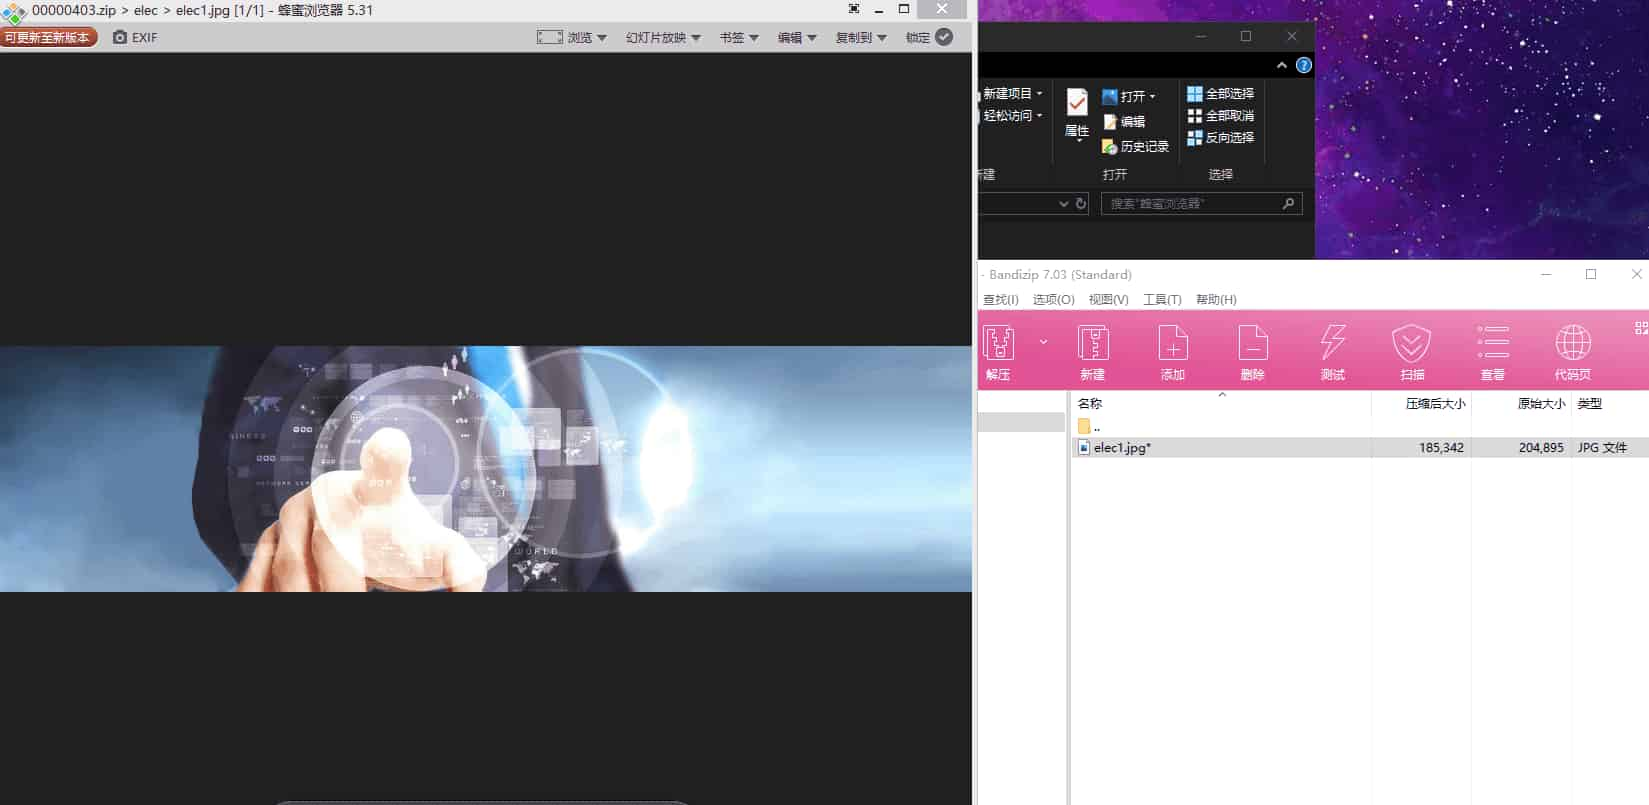 00000403.zip > elec > elec1.jpg [1/1] - 蜂蜜浏览器 5.31
可更新至新版本 EXIF 浏览 幻灯片放映 书签 编辑 复制到 锁定
WORLD
新建项目
轻松访问
属性
打开
编辑
历史记录
全部选择
全部取消
反向选择
建
打开
选择
搜索"蜂蜜浏览器"
- Bandizip 7.03 (Standard)
查找(I) 选项(O) 视图(V) 工具(T) 帮助(H)
解压 新建 添加 删除 测试 扫描 查看 代码页
名称 压缩后大小 原始大小 类型
..
elec1.jpg* 185,342 204,895 JPG 文件